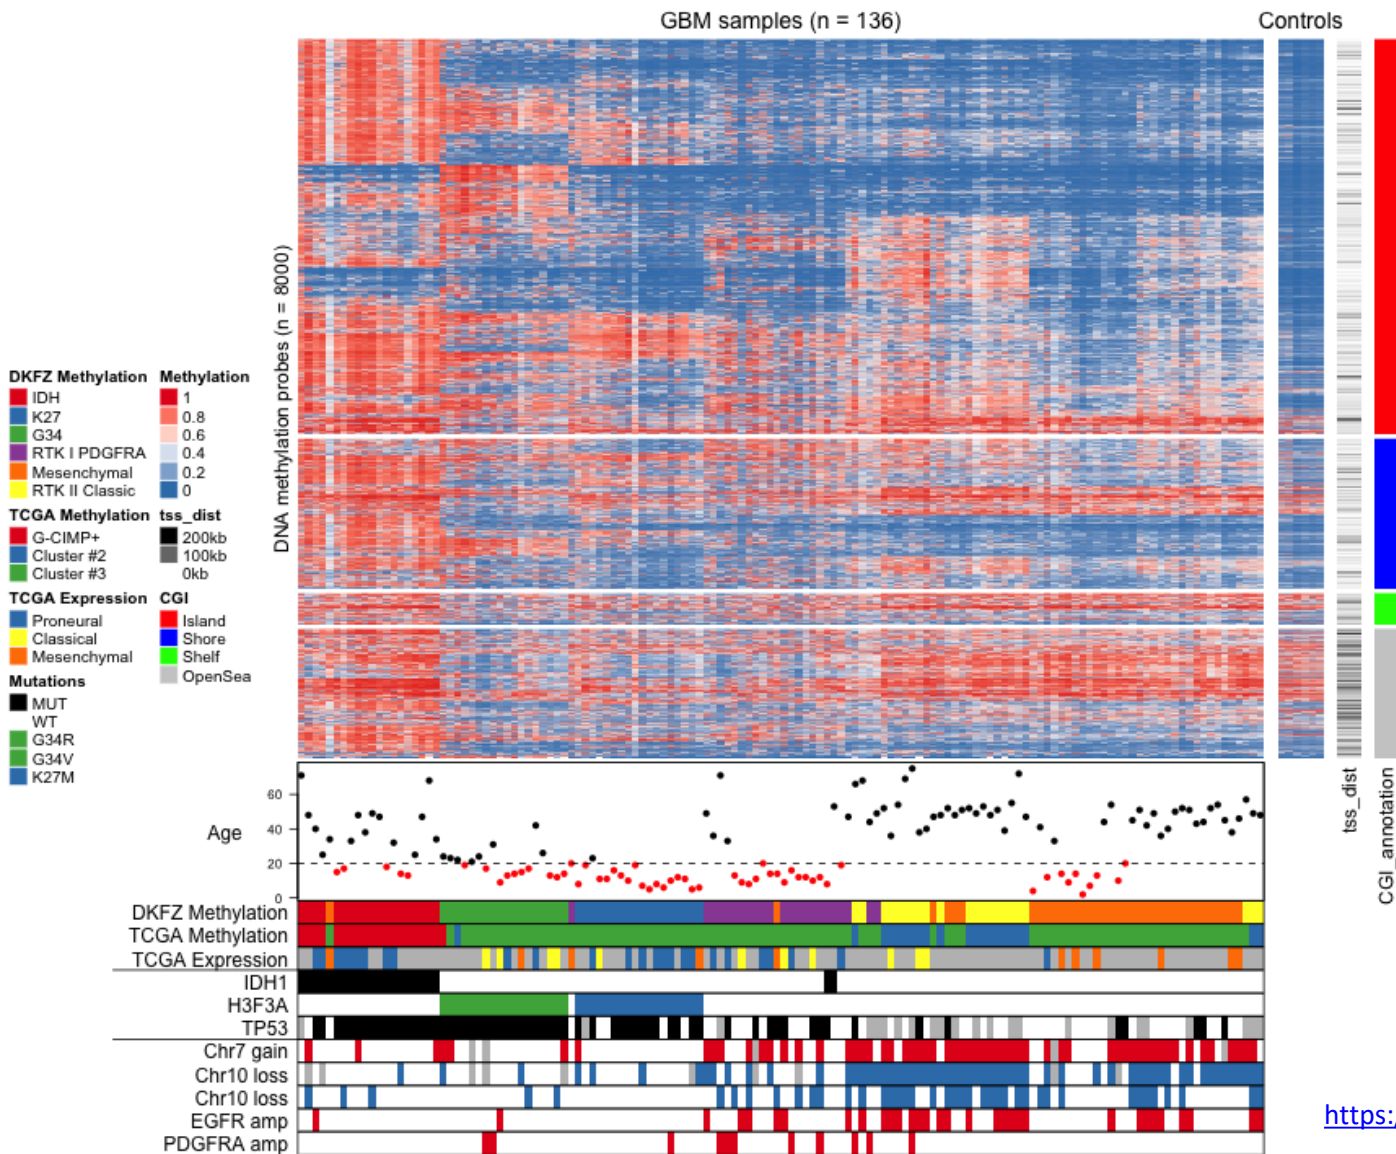 GBM samples (n = 136)
Controls
DNA methylation probes (n = 8000)
DKFZ Methylation
IDH
K27
G34
RTK I PDGFRA
Mesenchymal
RTK II Classic
TCGA Methylation
G-CIMP+
Cluster #2
Cluster #3
TCGA Expression
Proneural
Classical
Mesenchymal
Mutations
MUT
WT
G34R
G34V
K27M
Methylation
1
0.8
0.6
0.4
0.2
0
tss_dist
200kb
100kb
0kb
CGI
Island
Shore
Shelf
OpenSea
tss_dist
CGI_annotation
Age
60
40
20
0
DKFZ Methylation
TCGA Methylation
TCGA Expression
IDH1
H3F3A
TP53
Chr7 gain
Chr10 loss
Chr10 loss
EGFR amp
PDGFRA amp
https:/